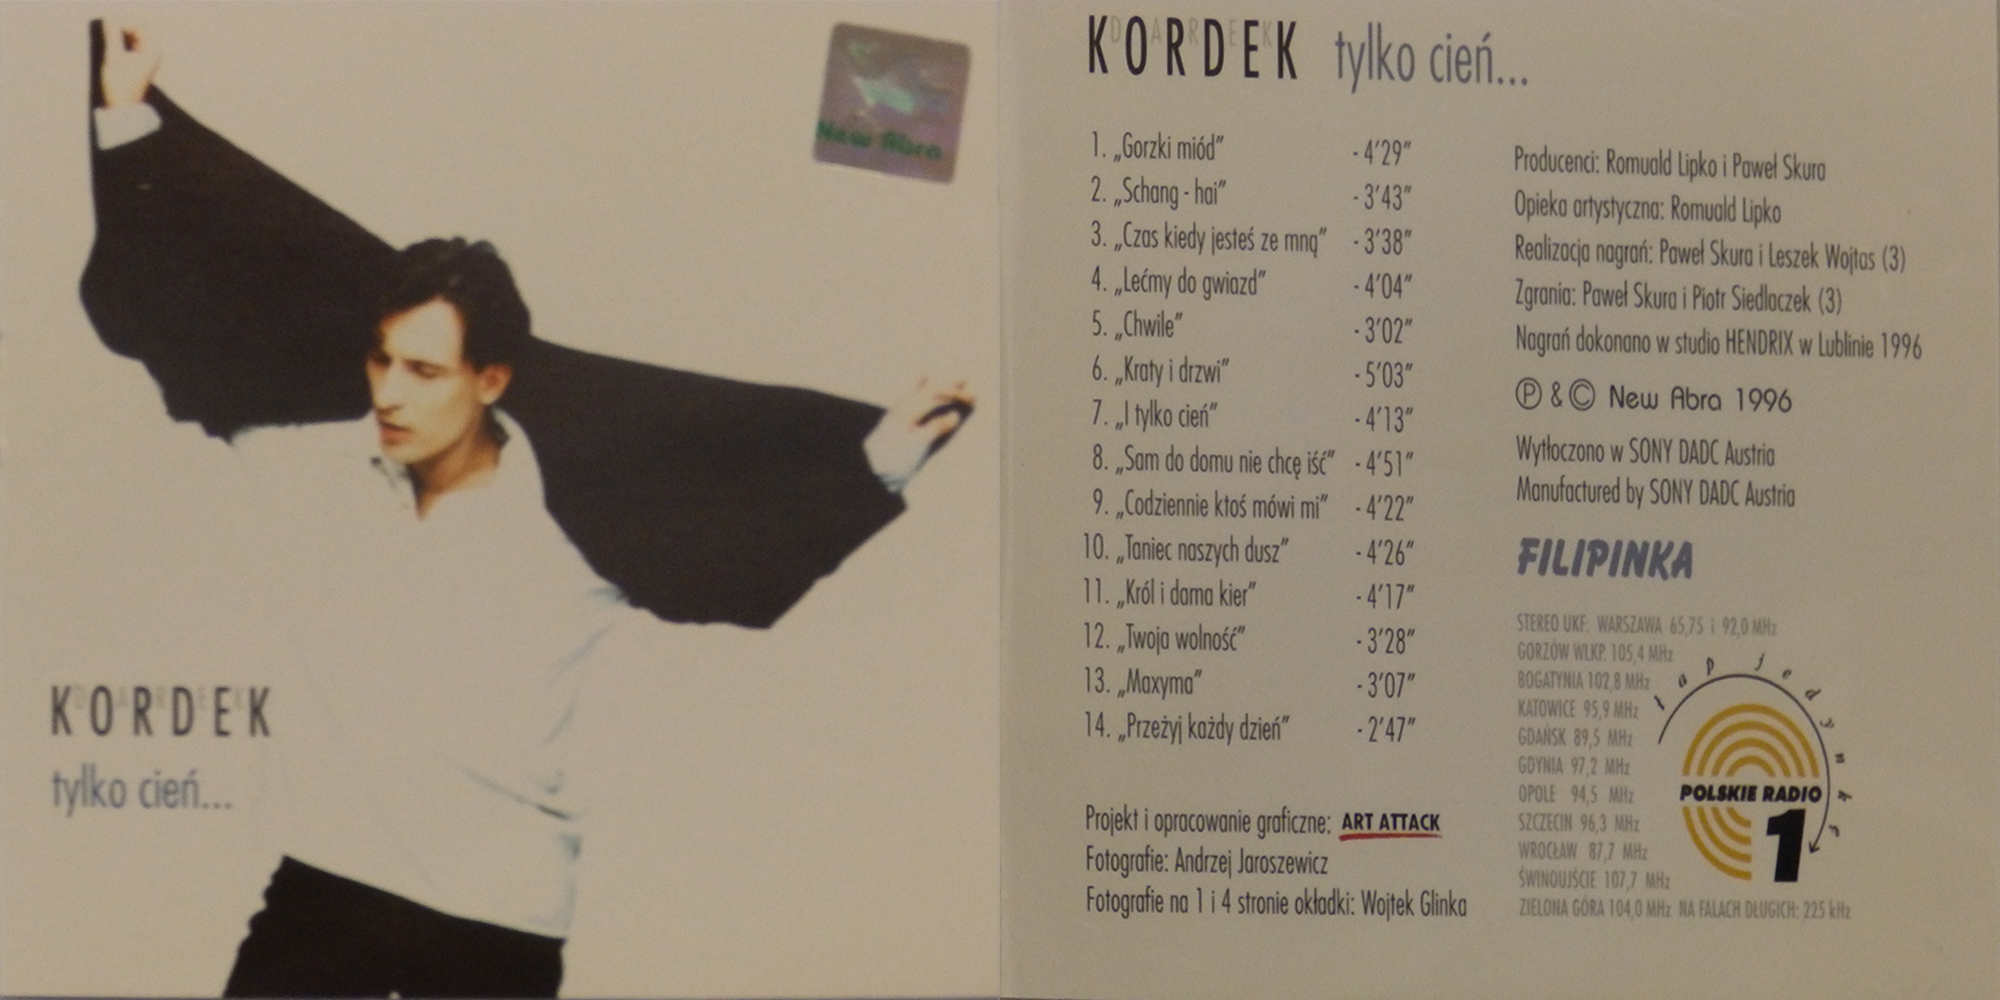 New Abra
KORDEK
DAREK
tylko cień...
KORDEK tylko cień...
DAREK
1. „Gorzki miód” - 4’29”
2. „Schang - hai” - 3’43”
3. „Czas kiedy jesteś ze mną” - 3’38”
4. „Lećmy do gwiazd” - 4’04”
5. „Chwile” - 3’02”
6. „Kraty i drzwi” - 5’03”
7. „I tylko cień” - 4’13”
8. „Sam do domu nie chcę iść” - 4’51”
9. „Codziennie ktoś mówi mi” - 4’22”
10. „Taniec naszych dusz” - 4’26”
11. „Król i dama kier” - 4’17”
12. „Twoja wolność” - 3’28”
13. „Maxyma” - 3’07”
14. „Przeżyj każdy dzień” - 2’47”
Projekt i opracowanie graficzne: ART ATTACK
Fotografie: Andrzej Jaroszewicz
Fotografie na 1 i 4 stronie okładki: Wojtek Glinka
Producenci: Romuald Lipko i Paweł Skura
Opieka artystyczna: Romuald Lipko
Realizacja nagrań: Paweł Skura i Leszek Wojtas (3)
Zgrania: Paweł Skura i Piotr Siedlaczek (3)
Nagrań dokonano w studio HENDRIX w Lublinie 1996
Ⓟ & © New Abra 1996
Wytłoczono w SONY DADC Austria
Manufactured by SONY DADC Austria
FILIPINKA
STEREO UKF: WARSZAWA 65,75 i 92,0 MHz
GORZÓW WLKP. 105,4 MHz
BOGATYNIA 102,8 MHz
KATOWICE 95,9 MHz
GDAŃSK 89,5 MHz
GDYNIA 97,2 MHz
OPOLE 94,5 MHz
SZCZECIN 96,3 MHz
WROCŁAW 87,7 MHz
ŚWINOUJŚCIE 107,7 MHz
ZIELONA GÓRA 104,0 MHz NA FALACH DŁUGICH: 225 kHz
łap jedynkę
POLSKIE RADIO
1